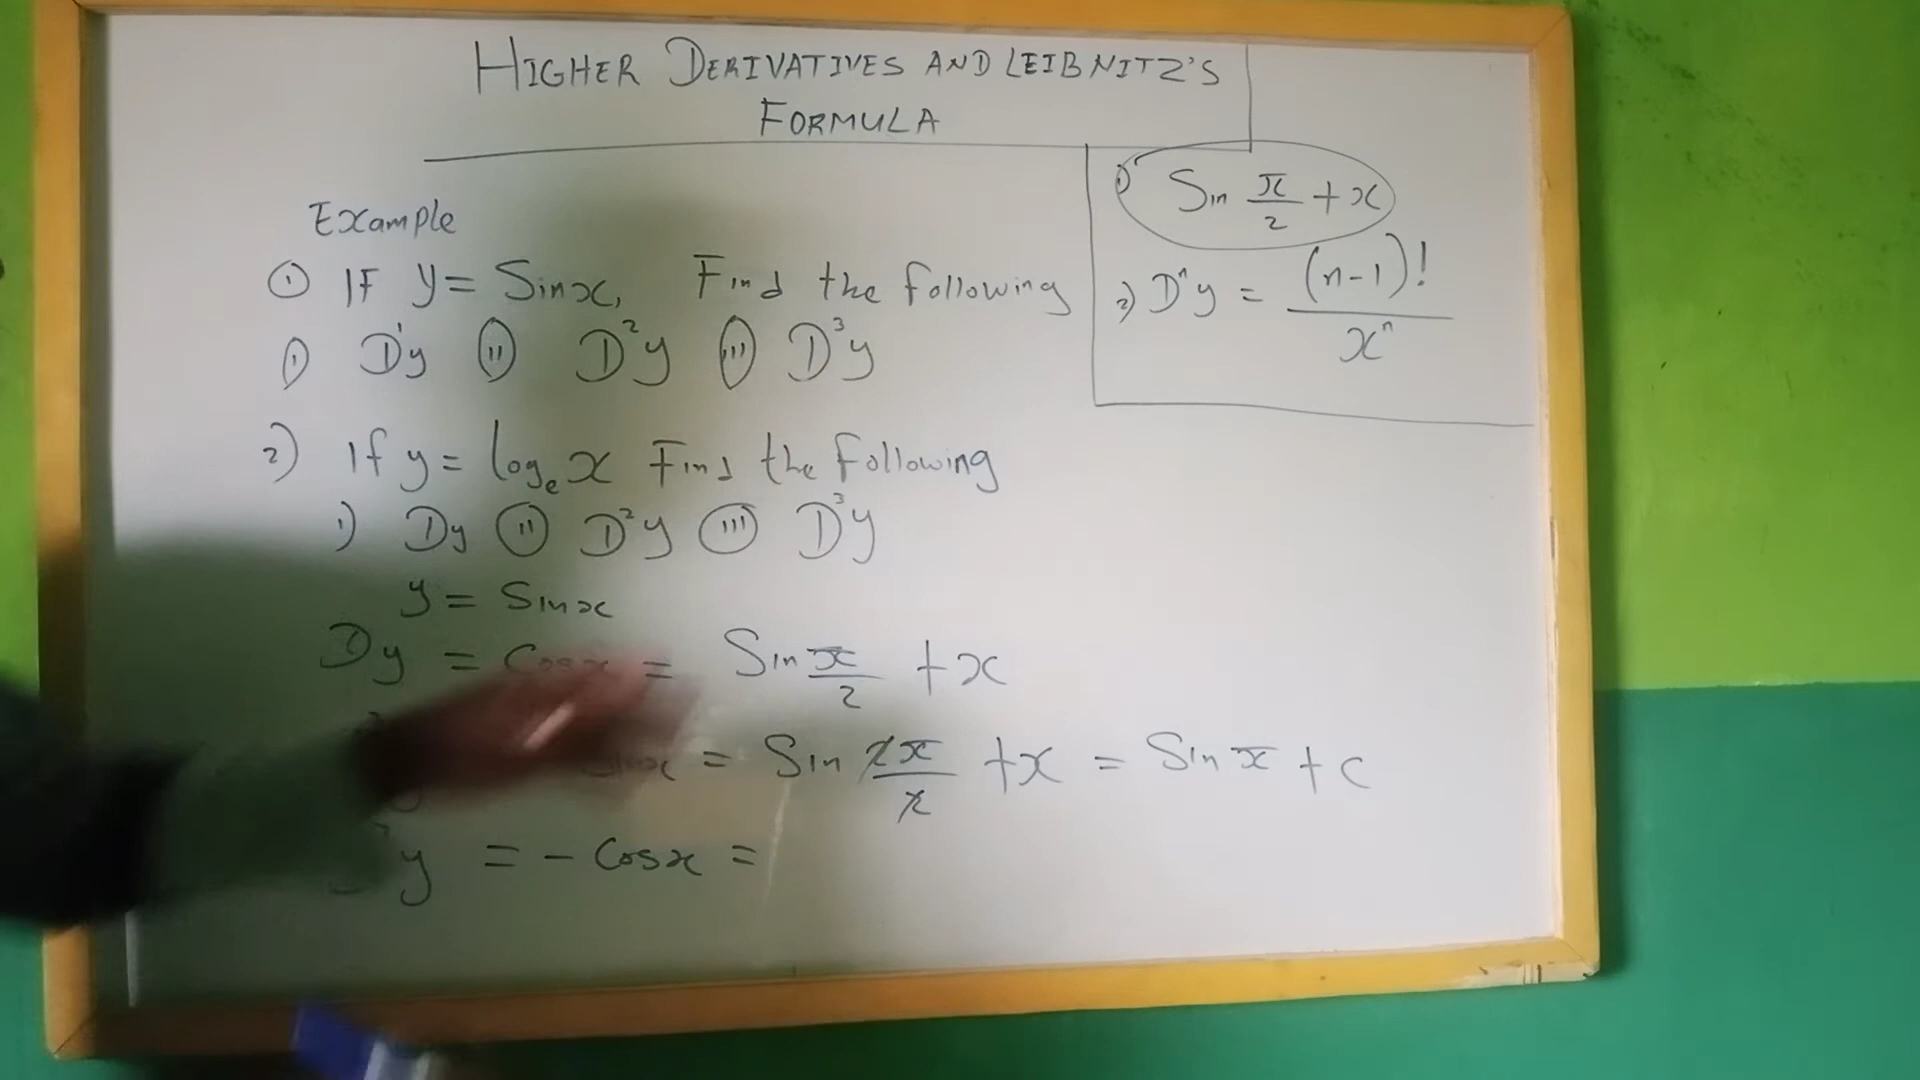 HIGHER DERIVATIVES AND LEIBNITZ'S
FORMULA
Example
① IF y = Sinx, Find the following
i) D¹y ⅱ) D²y ⅲ) D³y
2) If y = logₑx Find the following
i) Dy ⅱ) D²y ⅲ) D³y
y = Sinx
Dy = Cosx = Sin π/2 + x
= Sin 2π/2 + x = Sin π + c
y = - Cosx =
1) Sin π/2 + x
2) Dⁿy = (n-1)!/xⁿ